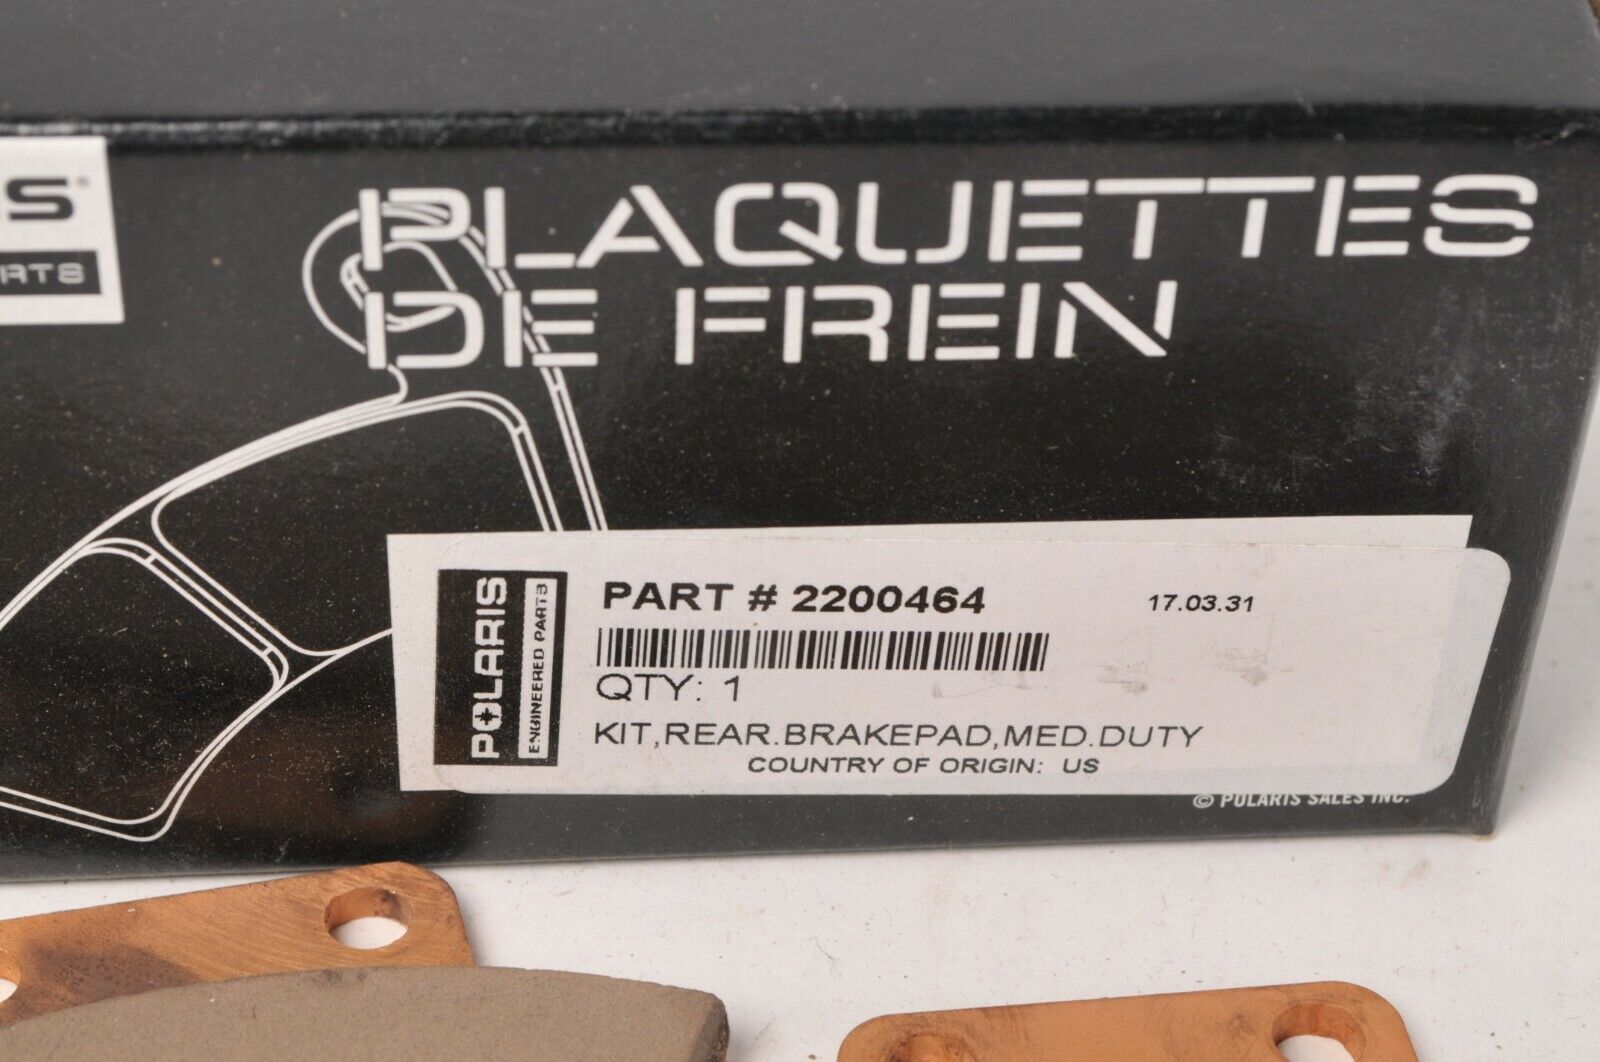 PLAQUETTES
DE FREIN
POLARIS
ENGINEERED PARTS
PART # 2200464
17.03.31
QTY: 1
KIT,REAR.BRAKEPAD,MED.DUTY
COUNTRY OF ORIGIN: US
© POLARIS SALES INC.